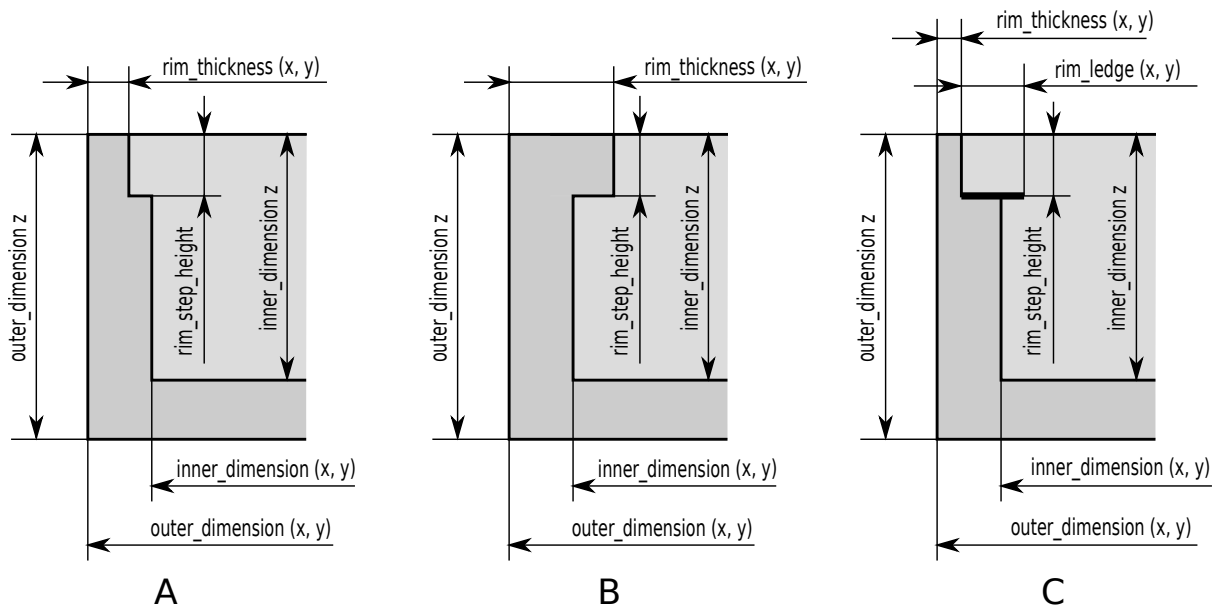 rim_thickness (x, y)
outer_dimension z
rim_step_height
inner_dimension z
inner_dimension (x, y)
outer_dimension (x, y)
A
rim_thickness (x, y)
outer_dimension z
rim_step_height
inner_dimension z
inner_dimension (x, y)
outer_dimension (x, y)
B
rim_thickness (x, y)
rim_ledge (x, y)
outer_dimension z
rim_step_height
inner_dimension z
inner_dimension (x, y)
outer_dimension (x, y)
C